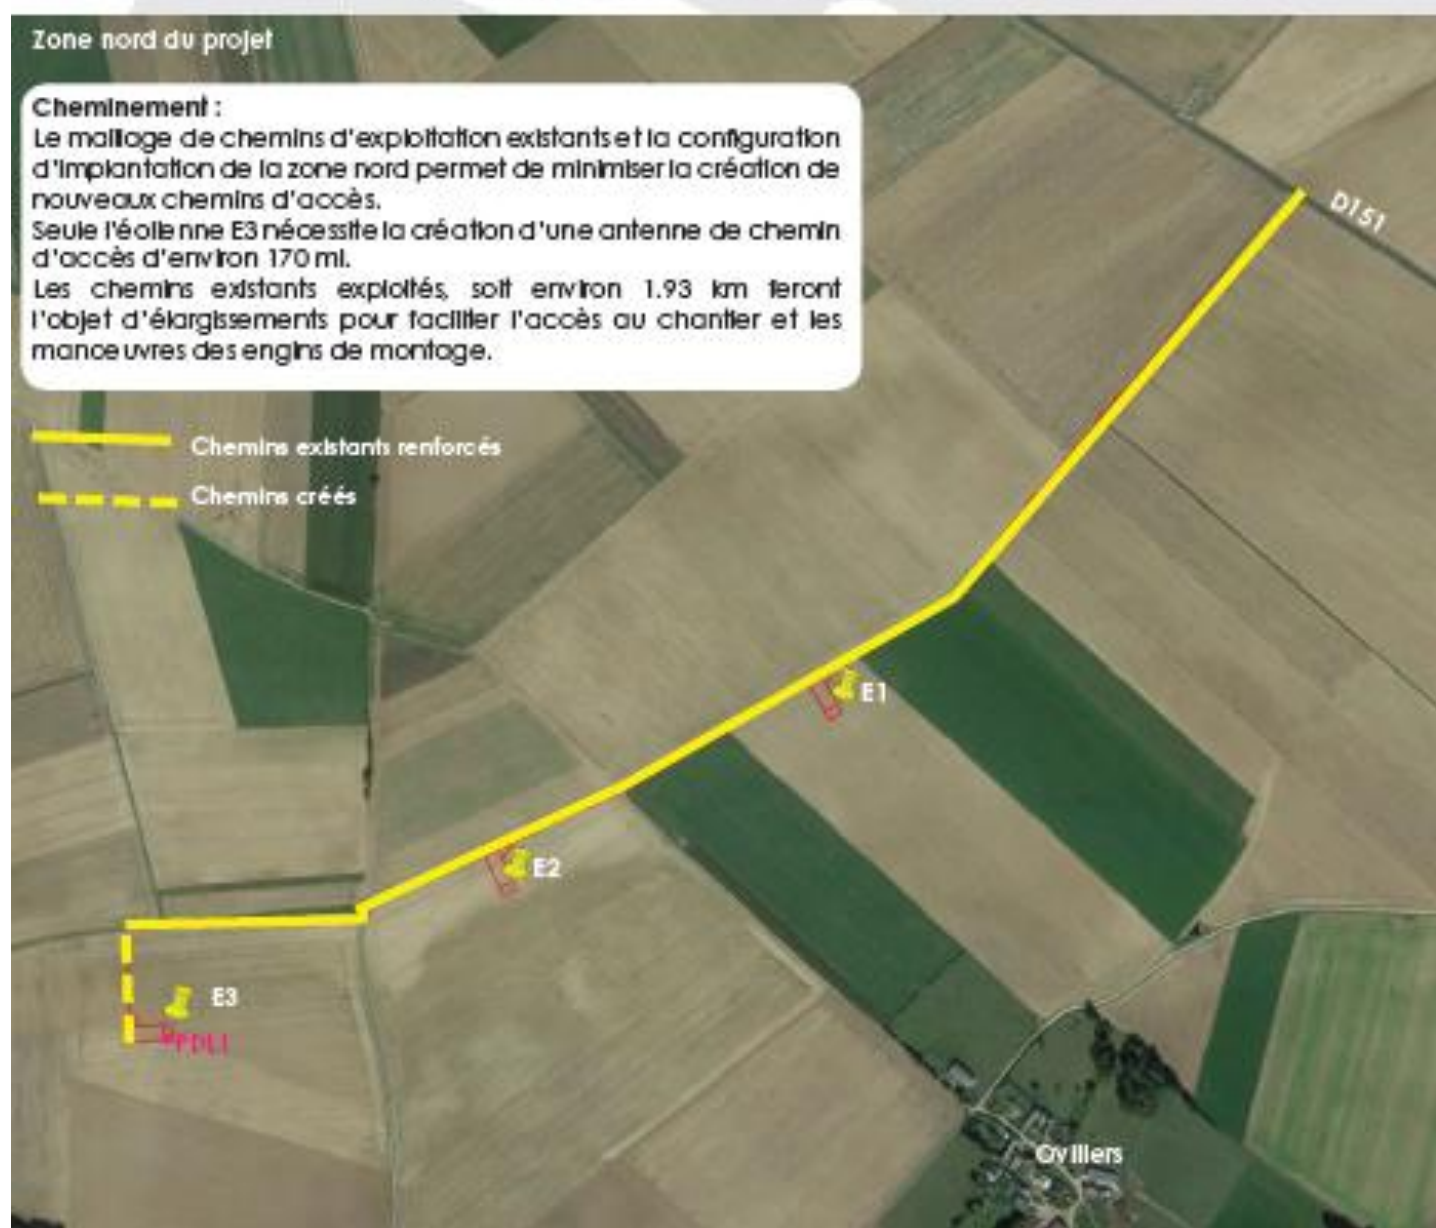 Zone nord du projet
Cheminement :
Le maillage de chemins d'exploitation existants et la configuration
d'implantation de la zone nord permet de minimiser la création de
nouveaux chemins d'accès.
Seule l'éolienne E3 nécessite la création d'une antenne de chemin
d'accès d'environ 170 ml.
Les chemins existants exploités, soit environ 1.93 km feront
l'objet d'élargissements pour faciliter l'accès au chantier et les
manoeuvres des engins de montage.
D151
Chemins existants renforcés
Chemins créés
E1
E2
E3
PDL1
Ovillers